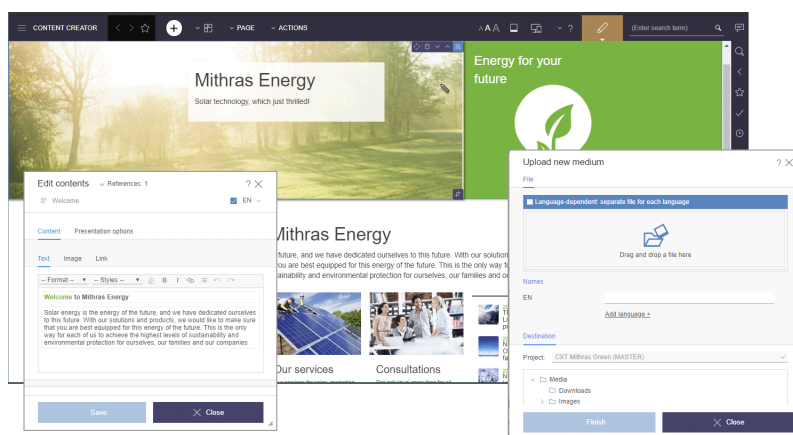 CONTENT CREATOR
PAGE
ACTIONS
A A A
?
(Enter search term)
Mithras Energy
Solar technology, which just thrilled!
Energy for your
future
Edit contents References: 1 ?
Welcome EN
Content Presentation options
Text Image Link
-- Format -- -- Styles -- B I
Welcome to Mithras Energy
Solar energy is the energy of the future, and we have dedicated ourselves
to this future. With our solutions and products, we would like to make sure
that you are best equipped for this energy of the future. This is the only
way for each of us to achieve the highest levels of sustainability and
environmental protection for ourselves, our families and our companies
Save Close
Mithras Energy
future, and we have dedicated ourselves to this future. With our solution
you are best equipped for this energy of the future. This is the only way
ainability and environmental protection for ourselves, our families and o
Our services
Consultations
Upload new medium ?
File
Language-dependent: separate file for each language
Drag and drop a file here
Names
EN
Add language +
Destination
Project: CXT Mithras Green (MASTER)
Media
Downloads
Images
Finish Close